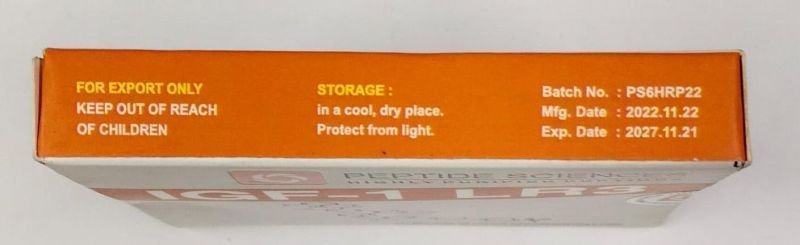 FOR EXPORT ONLY
KEEP OUT OF REACH
OF CHILDREN
STORAGE :
in a cool, dry place.
Protect from light.
Batch No. : PS6HRP22
Mfg. Date : 2022.11.22
Exp. Date : 2027.11.21
PEPTIDE SCIENCES
IGF-1 LR3